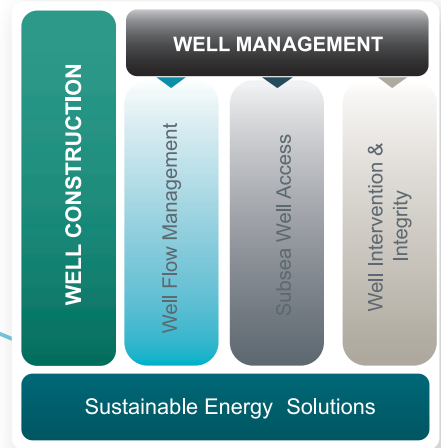 WELL CONSTRUCTION
WELL MANAGEMENT
Well Flow Management
Subsea Well Access
Well Intervention &
Integrity
Sustainable Energy Solutions